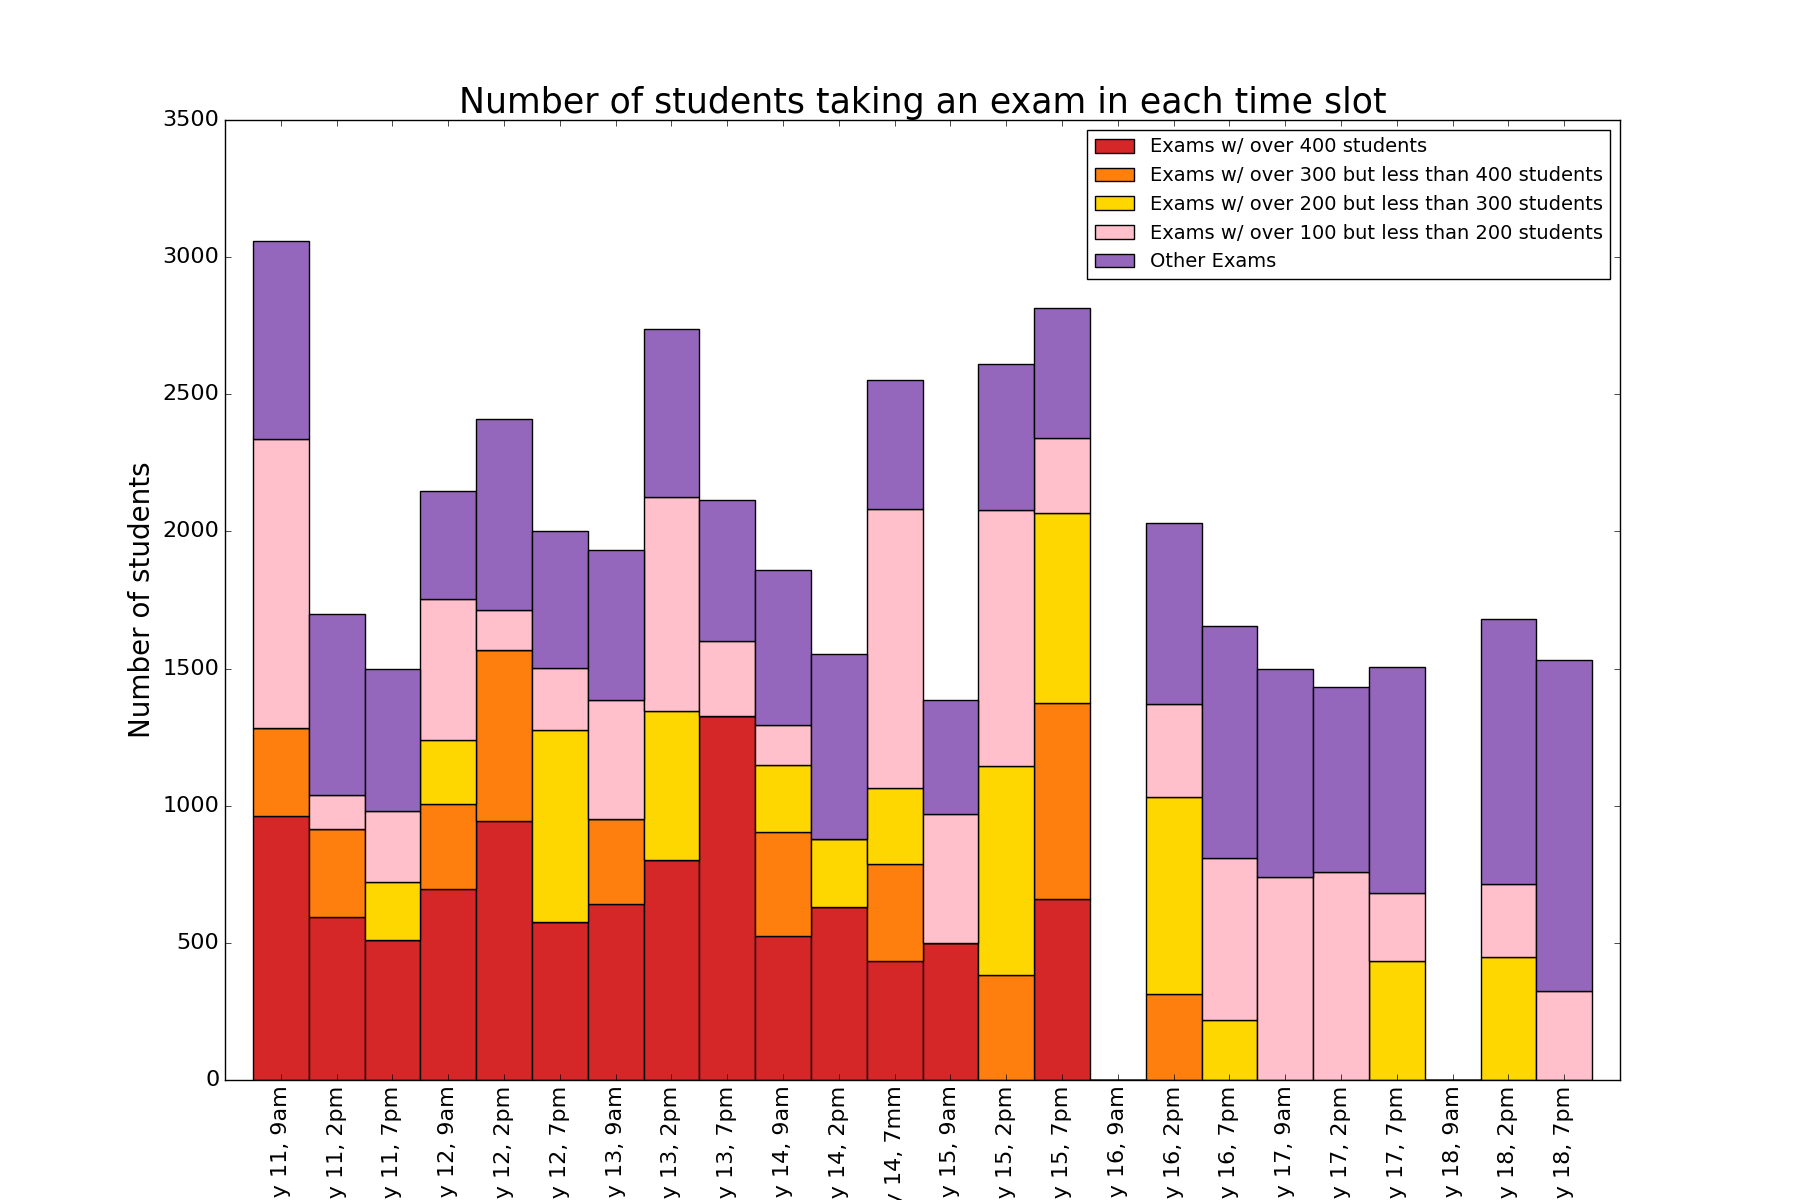 Number of students taking an exam in each time slot
Exams w/ over 400 students
Exams w/ over 300 but less than 400 students
Exams w/ over 200 but less than 300 students
Exams w/ over 100 but less than 200 students
Other Exams
Number of students
3500
3000
2500
2000
1500
1000
500
0
y 11, 9am
y 11, 2pm
y 11, 7pm
y 12, 9am
y 12, 2pm
y 12, 7pm
y 13, 9am
y 13, 2pm
y 13, 7pm
y 14, 9am
y 14, 2pm
y 14, 7mm
y 15, 9am
y 15, 2pm
y 15, 7pm
y 16, 9am
y 16, 2pm
y 16, 7pm
y 17, 9am
y 17, 2pm
y 17, 7pm
y 18, 9am
y 18, 2pm
y 18, 7pm